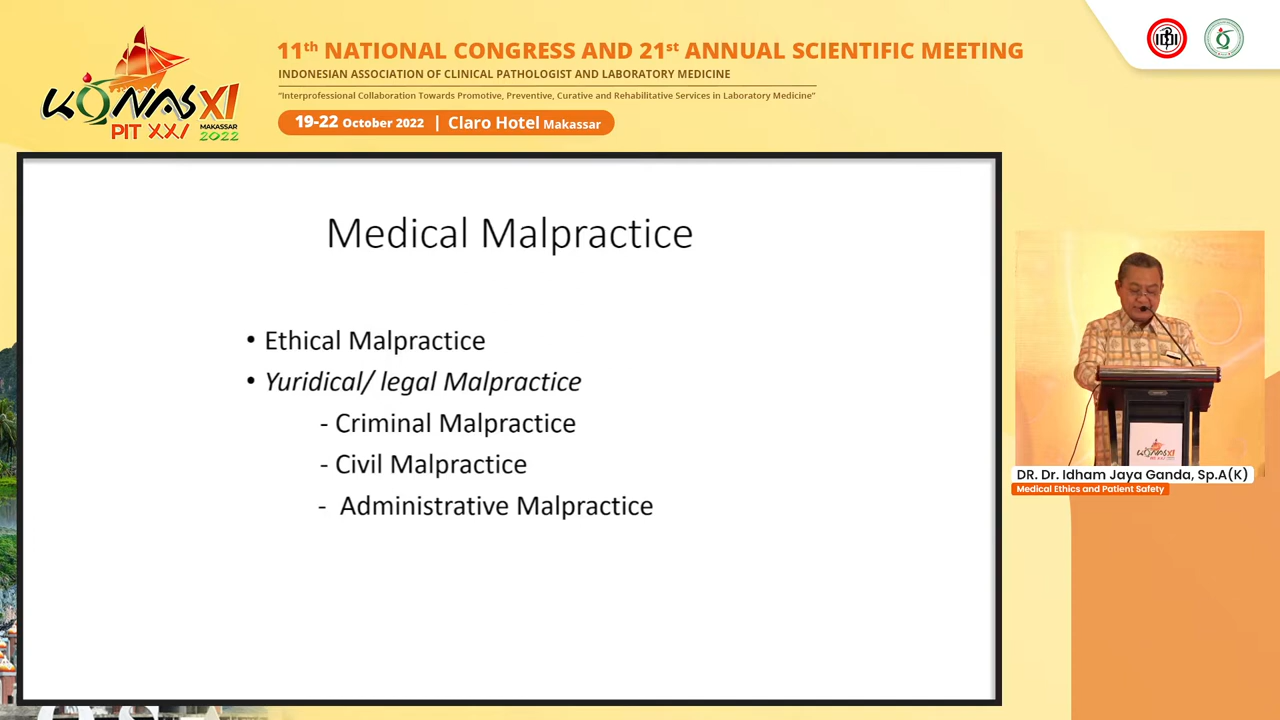 11th NATIONAL CONGRESS AND 21st ANNUAL SCIENTIFIC MEETING
INDONESIAN ASSOCIATION OF CLINICAL PATHOLOGIST AND LABORATORY MEDICINE
"Interprofessional Collaboration Towards Promotive, Preventive, Curative and Rehabilitative Services in Laboratory Medicine"
19-22 October 2022 | Claro Hotel Makassar
KONAS XI
PIT XXI
MAKASSAR
2022
IDI
Medical Malpractice
• Ethical Malpractice
• Yuridical/ legal Malpractice
- Criminal Malpractice
- Civil Malpractice
- Administrative Malpractice
KONAS XI
DR. Dr. Idham Jaya Ganda, Sp.A(K)
Medical Ethics and Patient Safety